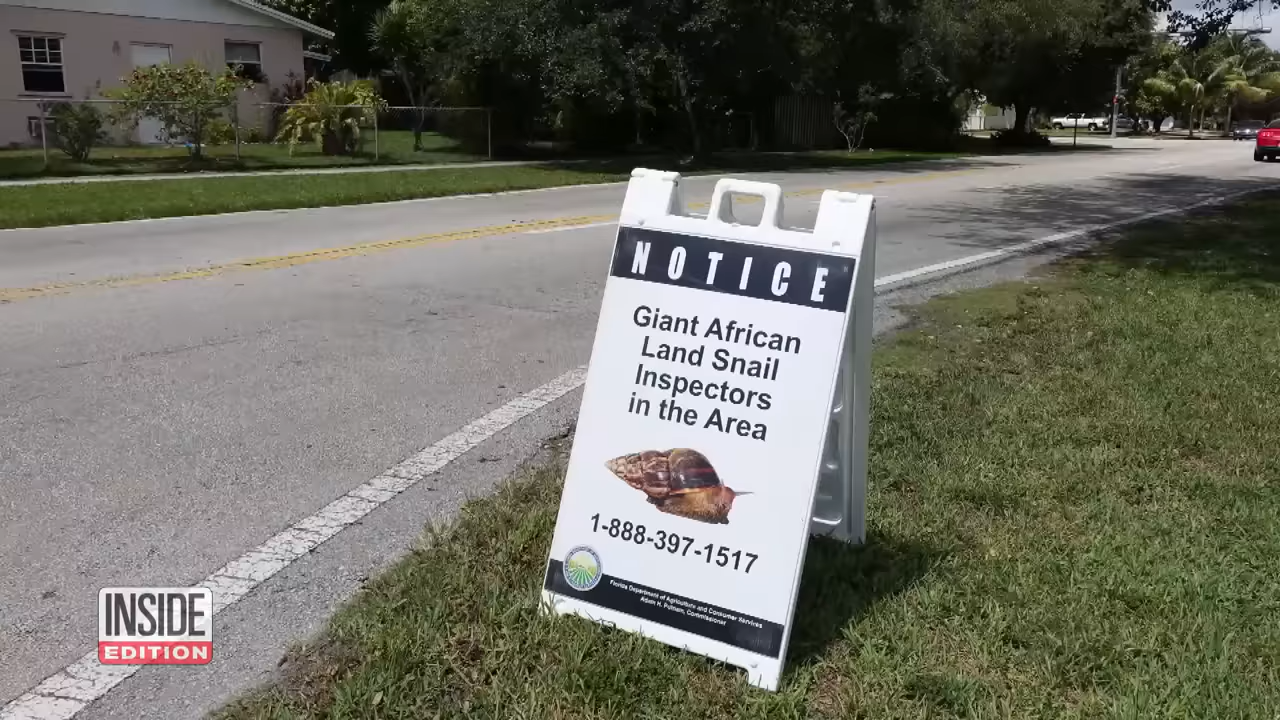 NOTICE
Giant African
Land Snail
Inspectors
in the Area
1-888-397-1517
Florida Department of Agriculture and Consumer Services
Adam H. Putnam, Commissioner
INSIDE
EDITION